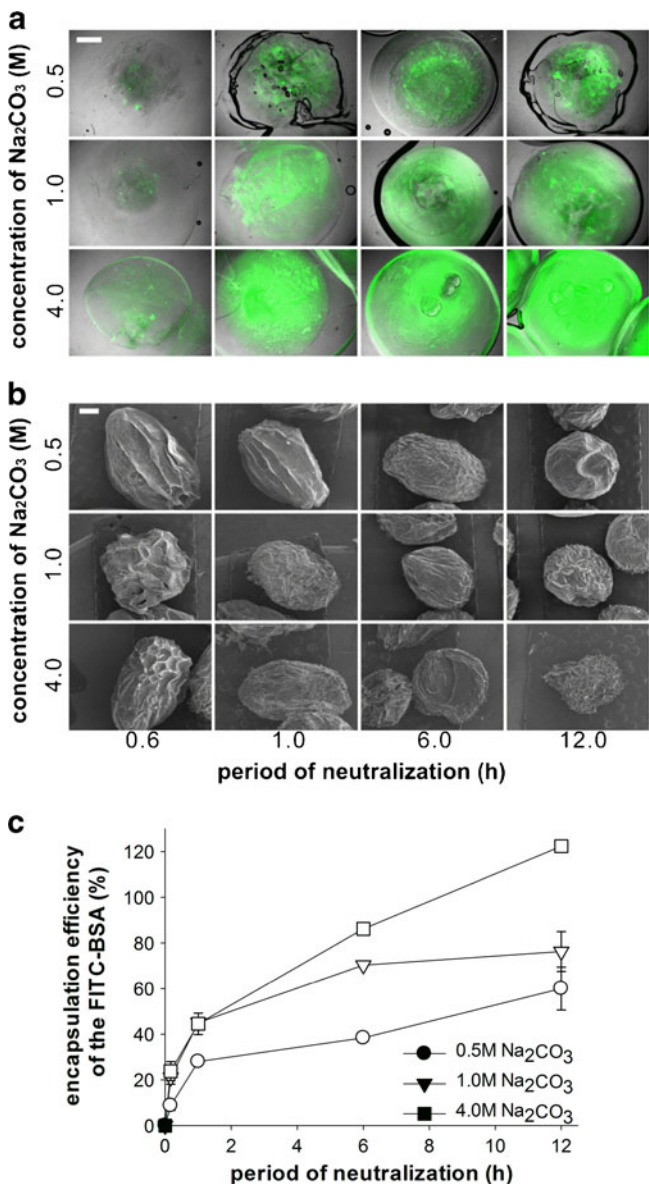 a
concentration of Na₂CO₃ (M)
0.5
1.0
4.0
b
concentration of Na₂CO₃ (M)
0.5
1.0
4.0
0.6 1.0 6.0 12.0
period of neutralization (h)
c
encapsulation efficiency
of the FITC-BSA (%)
120
100
80
60
40
20
0
0.5M Na₂CO₃
1.0M Na₂CO₃
4.0M Na₂CO₃
0 2 4 6 8 10 12
period of neutralization (h)